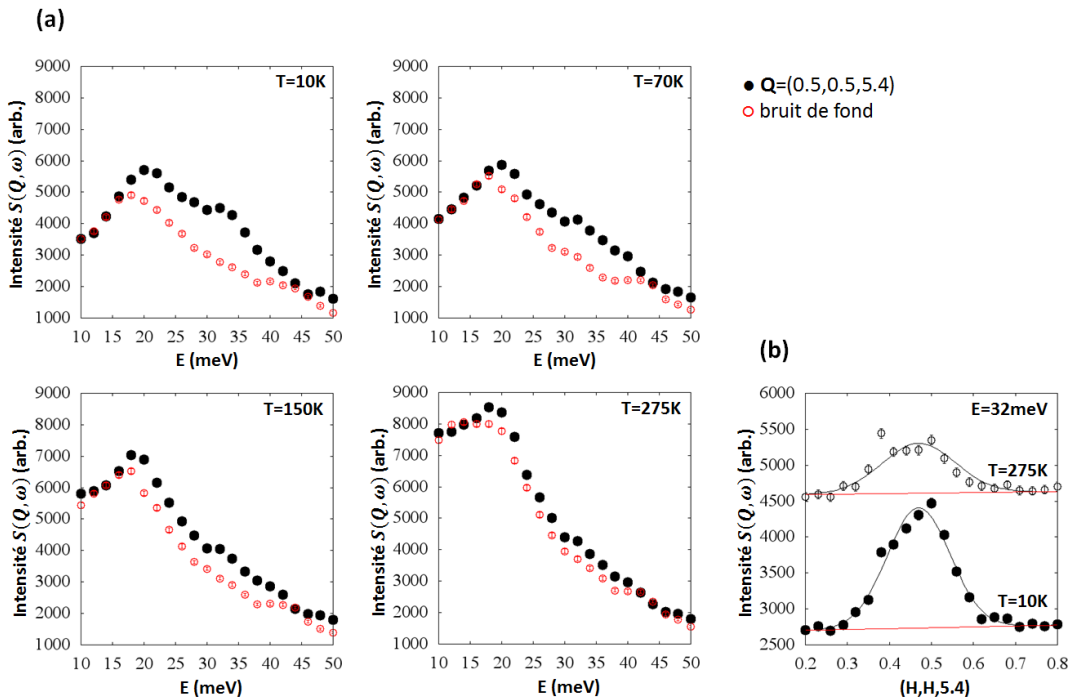 (a)
9000
8000
7000
6000
5000
4000
3000
2000
1000
Intensité S(Q,ω) (arb.)
T=10K
10 15 20 25 30 35 40 45 50
E (meV)
9000
8000
7000
6000
5000
4000
3000
2000
1000
Intensité S(Q,ω) (arb.)
T=70K
10 15 20 25 30 35 40 45 50
E (meV)
Q=(0.5,0.5,5.4)
bruit de fond
9000
8000
7000
6000
5000
4000
3000
2000
1000
Intensité S(Q,ω) (arb.)
T=150K
10 15 20 25 30 35 40 45 50
E (meV)
9000
8000
7000
6000
5000
4000
3000
2000
1000
Intensité S(Q,ω) (arb.)
T=275K
10 15 20 25 30 35 40 45 50
E (meV)
(b)
6000
5500
5000
4500
4000
3500
3000
2500
Intensité S(Q,ω) (arb.)
E=32meV
T=275K
T=10K
0.2 0.3 0.4 0.5 0.6 0.7 0.8
(H,H,5.4)